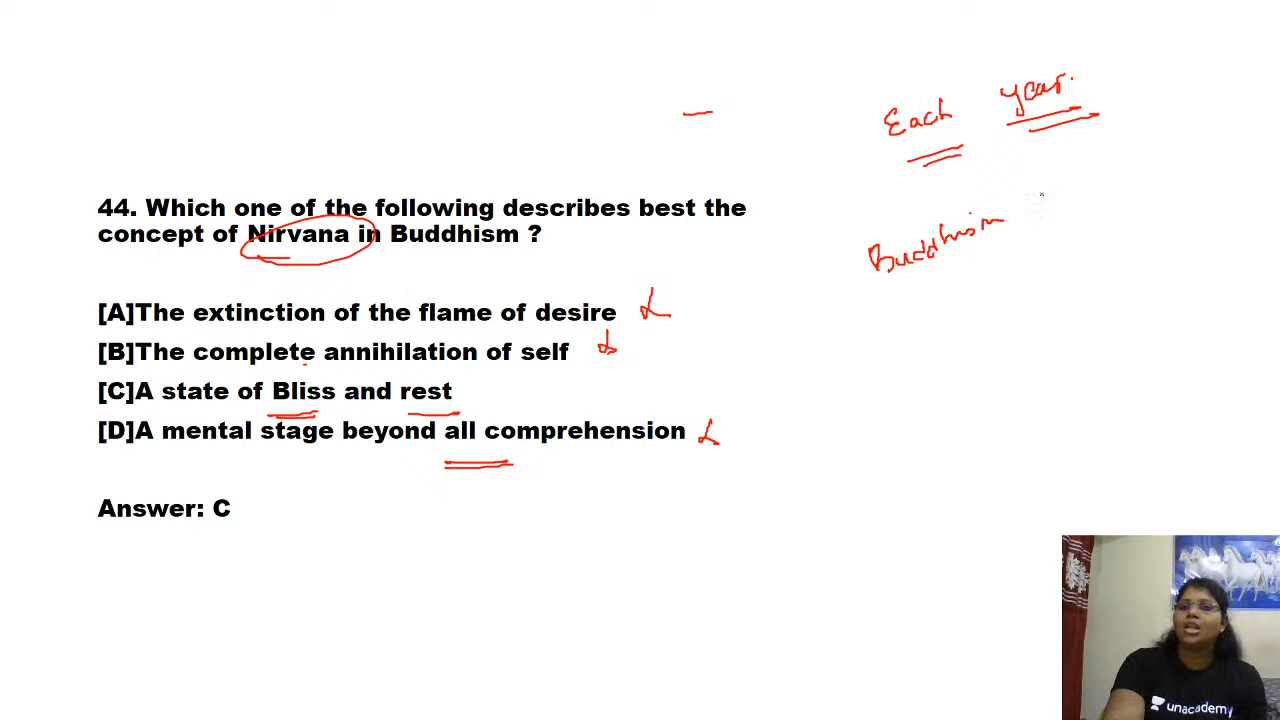 Each year.
44. Which one of the following describes best the
concept of Nirvana in Buddhism ?
Buddhism
[A]The extinction of the flame of desire
[B]The complete annihilation of self
[C]A state of Bliss and rest
[D]A mental stage beyond all comprehension
Answer: C
unacademy